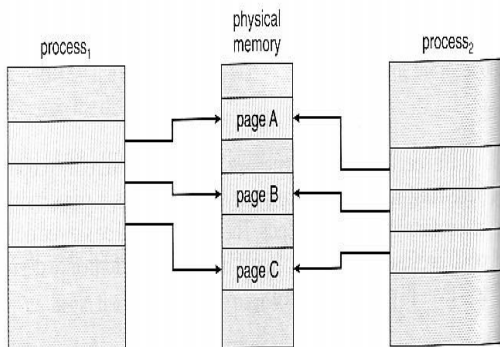 physical
memory
process₁
process₂
page A
page B
page C